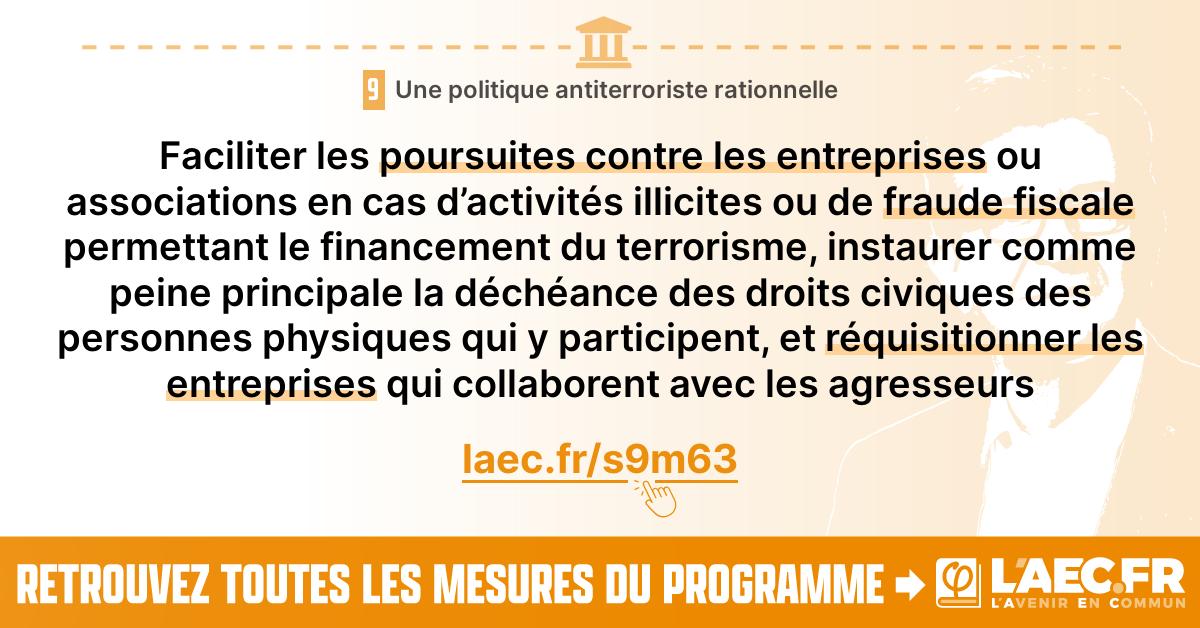 9 Une politique antiterroriste rationnelle
Faciliter les poursuites contre les entreprises ou
associations en cas d’activités illicites ou de fraude fiscale
permettant le financement du terrorisme, instaurer comme
peine principale la déchéance des droits civiques des
personnes physiques qui y participent, et réquisitionner les
entreprises qui collaborent avec les agresseurs
laec.fr/s9m63
RETROUVEZ TOUTES LES MESURES DU PROGRAMME
φ L'AEC.FR
L'AVENIR EN COMMUN